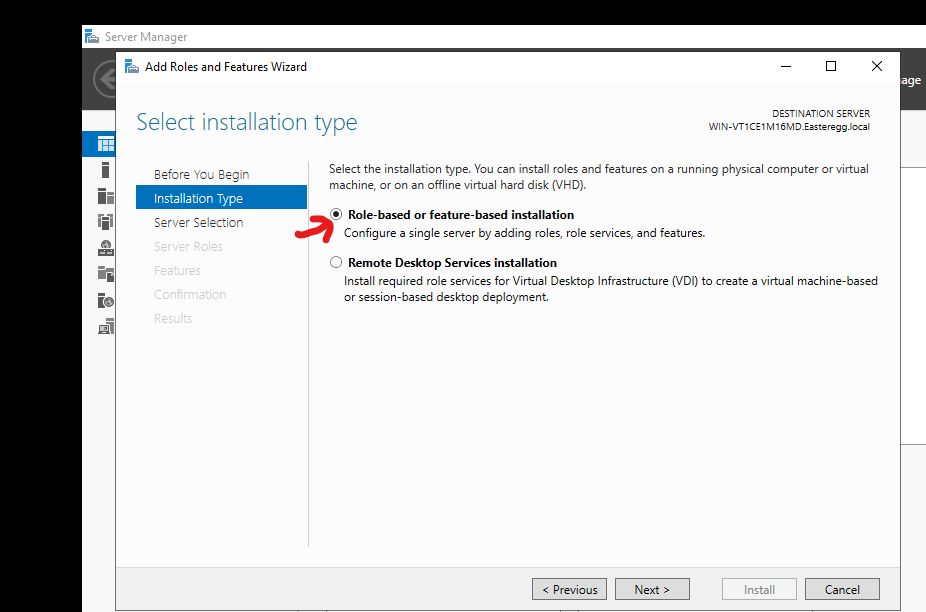 Server Manager
Add Roles and Features Wizard
age
Select installation type
DESTINATION SERVER
WIN-VT1CE1M16MD.Easteregg.local
Before You Begin
Installation Type
Server Selection
Server Roles
Features
Confirmation
Results
Select the installation type. You can install roles and features on a running physical computer or virtual
machine, or on an offline virtual hard disk (VHD).
Role-based or feature-based installation
Configure a single server by adding roles, role services, and features.
Remote Desktop Services installation
Install required role services for Virtual Desktop Infrastructure (VDI) to create a virtual machine-based
or session-based desktop deployment.
< Previous
Next >
Install
Cancel